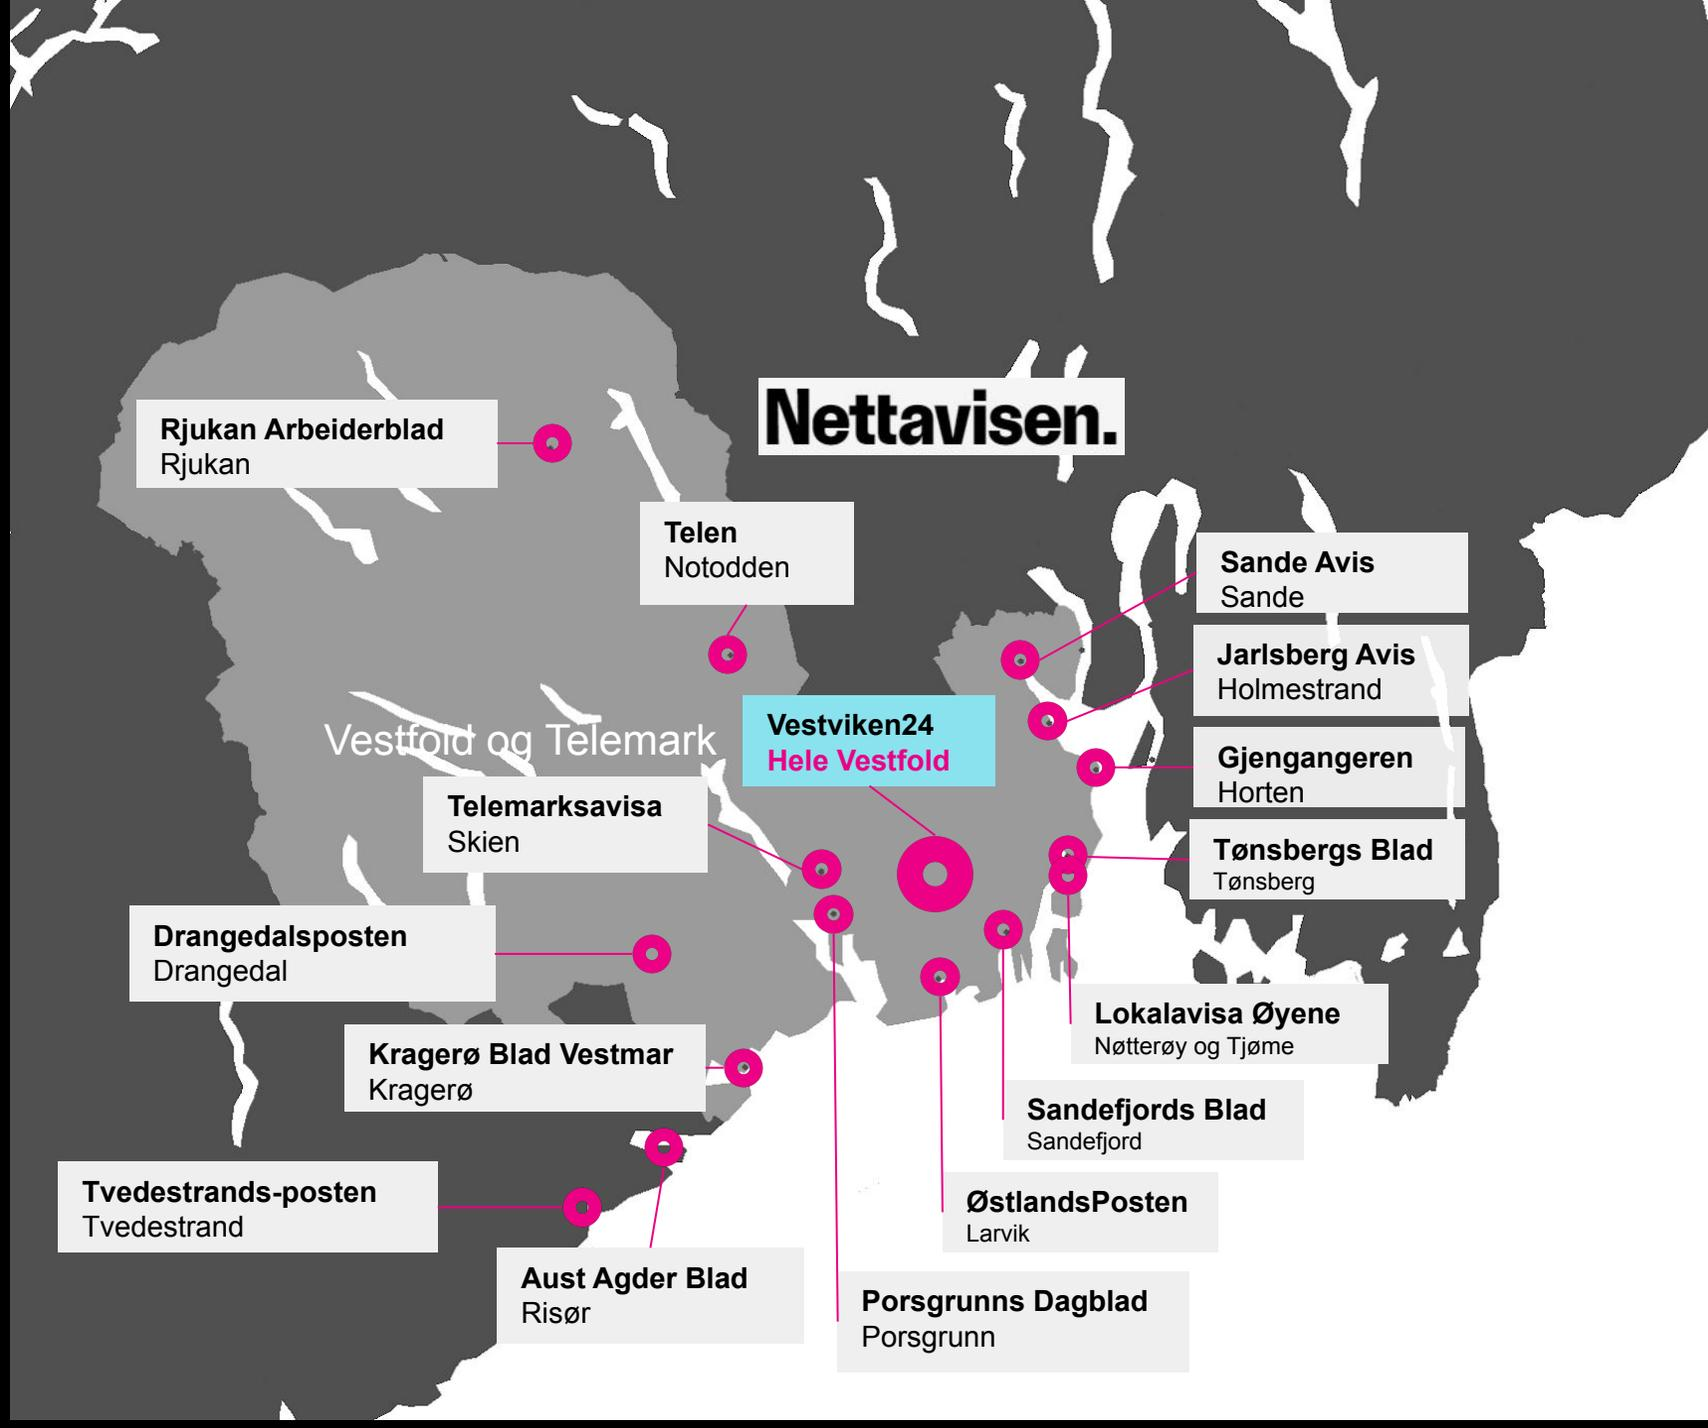 Nettavisen.
Rjukan Arbeiderblad
Rjukan
Telen
Notodden
Sande Avis
Sande
Jarlsberg Avis
Holmestrand
Vestfold og Telemark
Vestviken24
Hele Vestfold
Gjengangeren
Horten
Telemarksavisa
Skien
Tønsbergs Blad
Tønsberg
Drangedalsposten
Drangedal
Lokalavisa Øyene
Nøtterøy og Tjøme
Kragerø Blad Vestmar
Kragerø
Sandefjords Blad
Sandefjord
Tvedestrands-posten
Tvedestrand
ØstlandsPosten
Larvik
Aust Agder Blad
Risør
Porsgrunns Dagblad
Porsgrunn